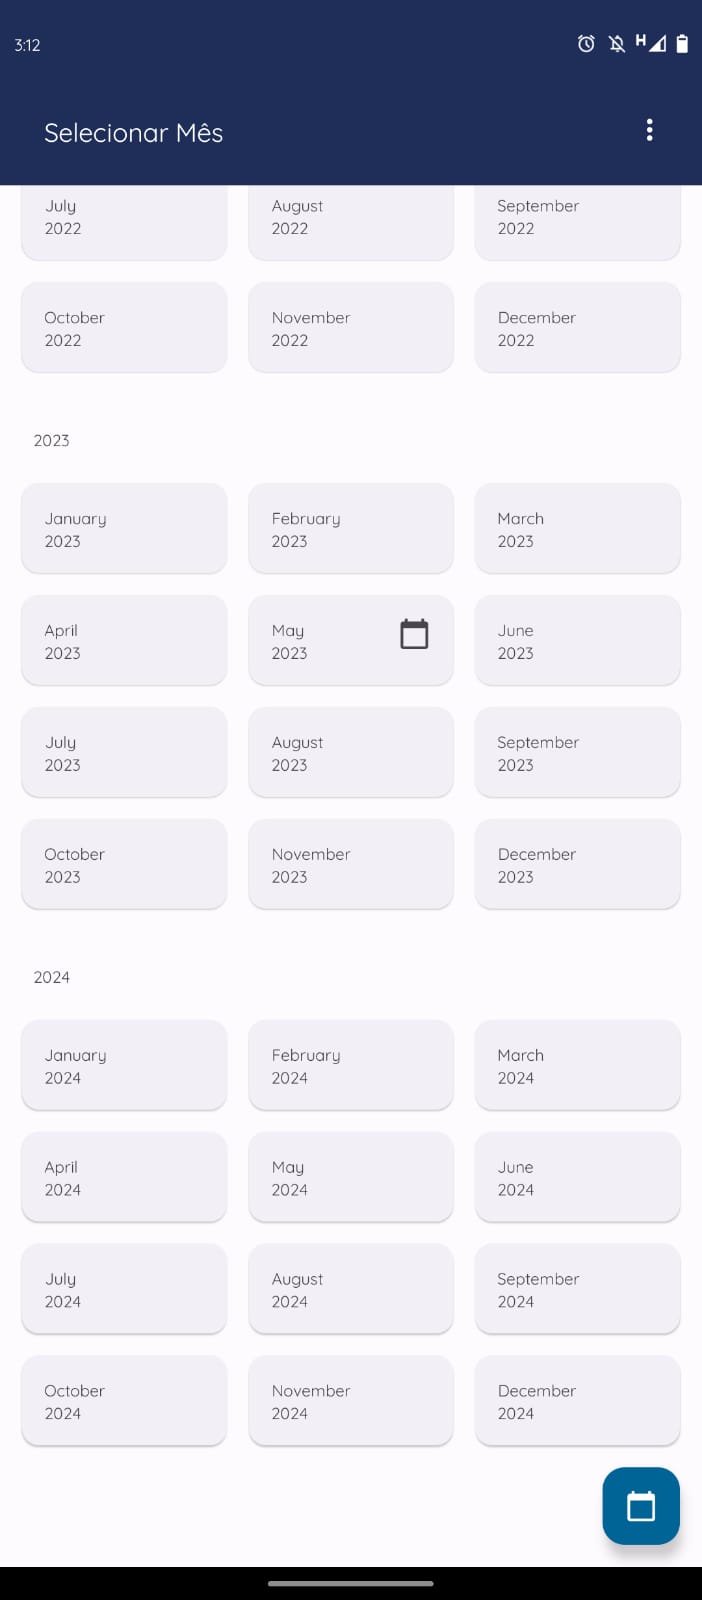 3:12
H
Selecionar Mês
July
2022
August
2022
September
2022
October
2022
November
2022
December
2022
2023
January
2023
February
2023
March
2023
April
2023
May
2023
June
2023
July
2023
August
2023
September
2023
October
2023
November
2023
December
2023
2024
January
2024
February
2024
March
2024
April
2024
May
2024
June
2024
July
2024
August
2024
September
2024
October
2024
November
2024
December
2024